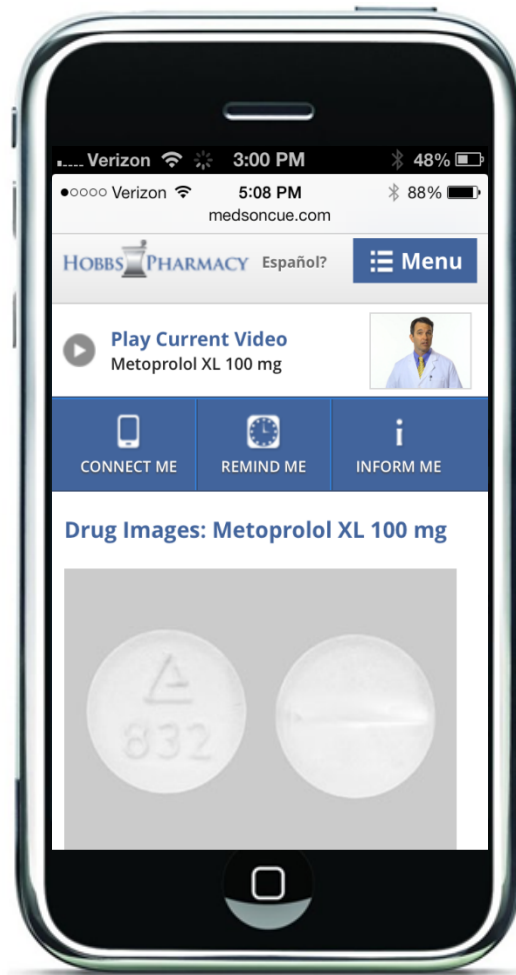 Verizon 3:00 PM 48%
Verizon 5:08 PM 88%
medsoncue.com
HOBBS PHARMACY Español? Menu
Play Current Video
Metoprolol XL 100 mg
CONNECT ME REMIND ME INFORM ME
Drug Images: Metoprolol XL 100 mg
832